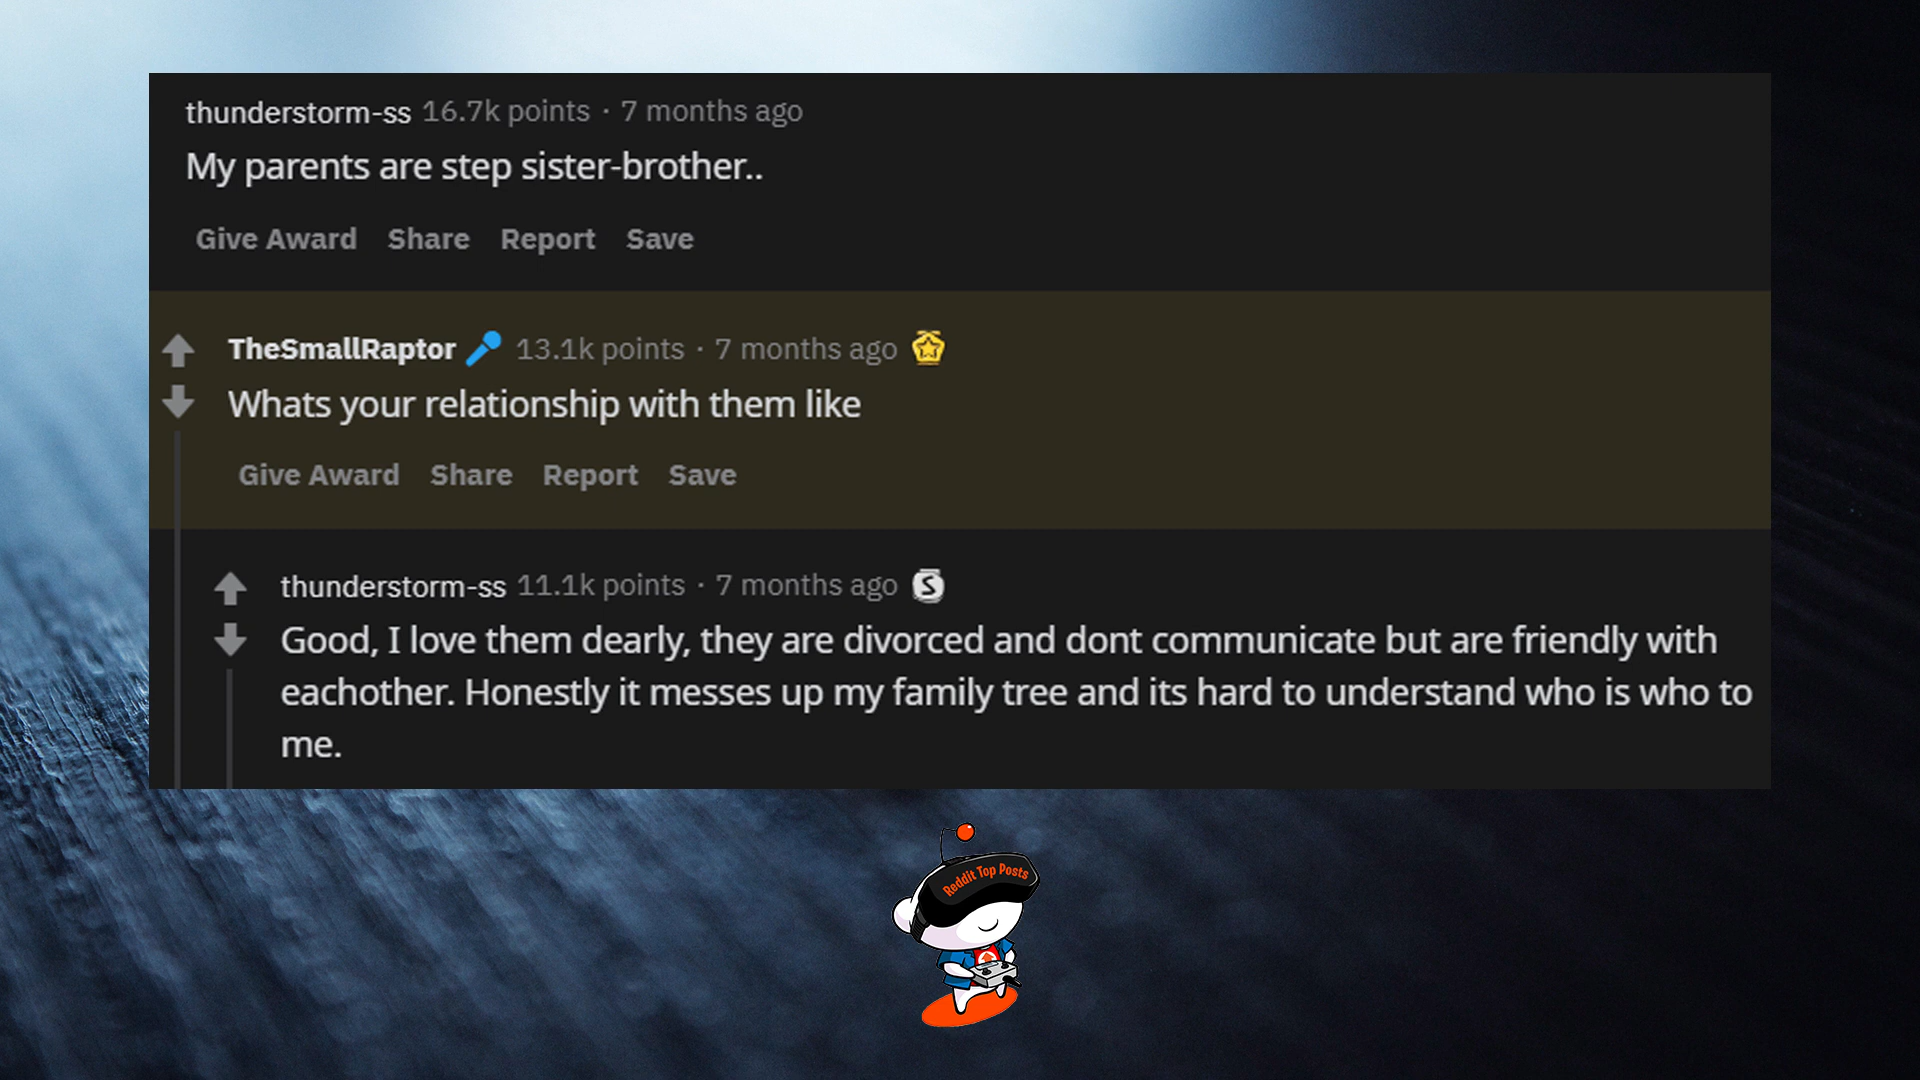 thunderstorm-ss 16.7k points · 7 months ago
My parents are step sister-brother..
Give Award Share Report Save
TheSmallRaptor 13.1k points · 7 months ago
Whats your relationship with them like
Give Award Share Report Save
thunderstorm-ss 11.1k points · 7 months ago S
Good, I love them dearly, they are divorced and dont communicate but are friendly with
eachother. Honestly it messes up my family tree and its hard to understand who is who to
me.
Reddit Top Posts